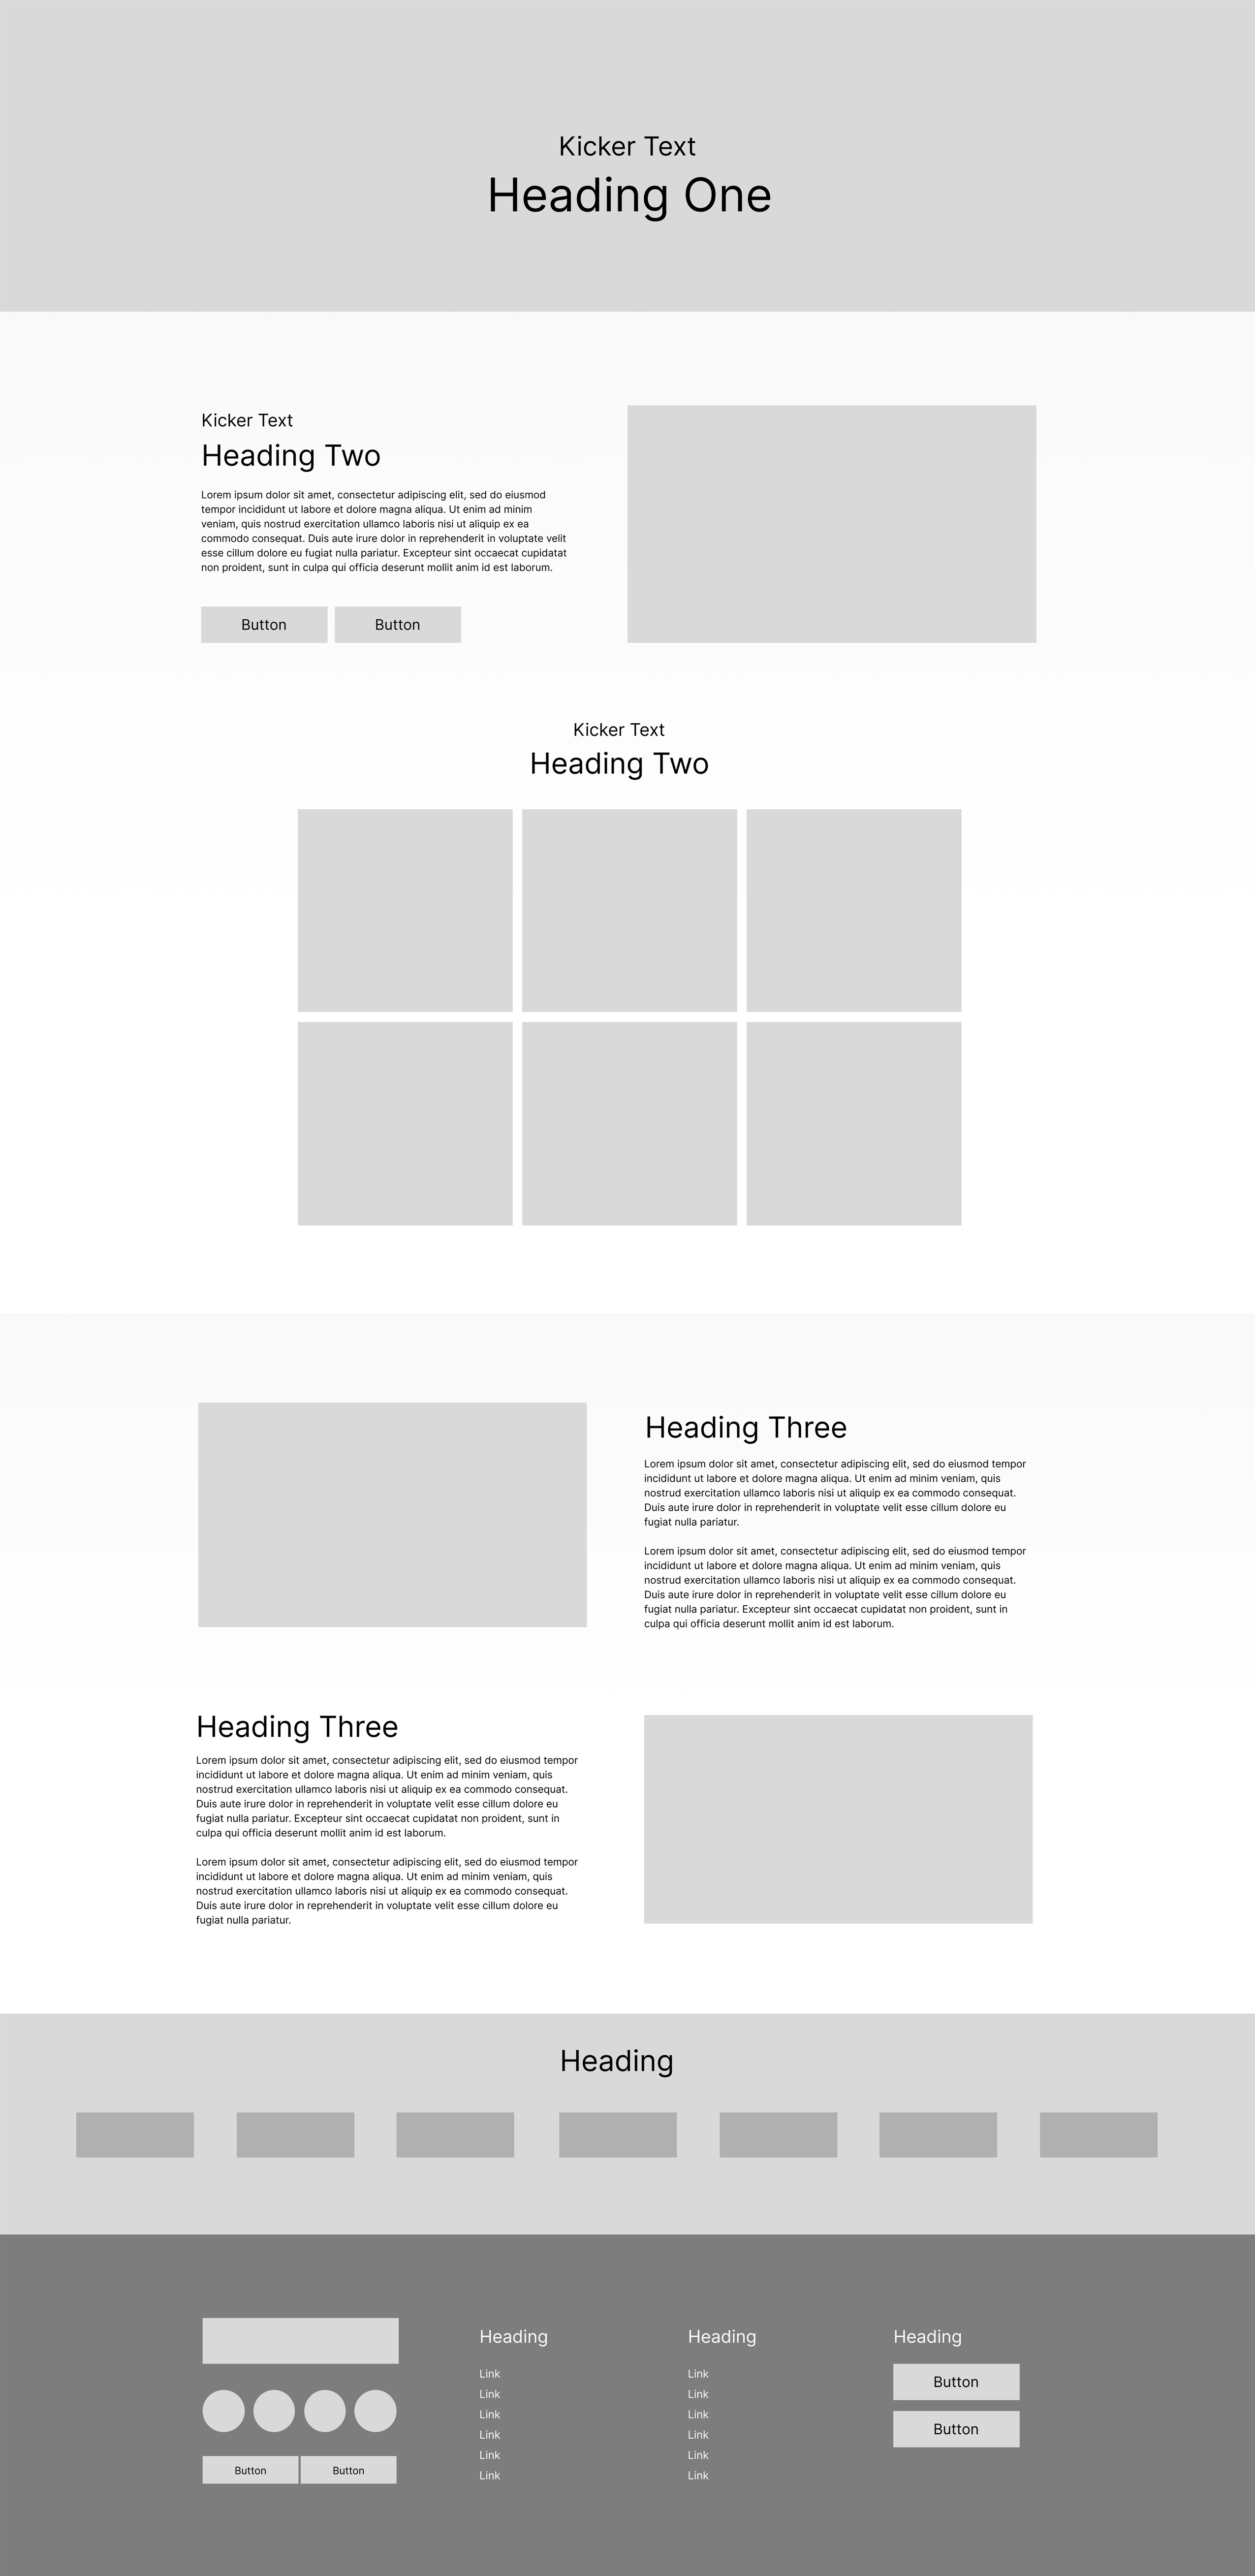 Kicker Text
Heading One
Kicker Text
Heading Two
Lorem ipsum dolor sit amet, consectetur adipiscing elit, sed do eiusmod
tempor incididunt ut labore et dolore magna aliqua. Ut enim ad minim
veniam, quis nostrud exercitation ullamco laboris nisi ut aliquip ex ea
commodo consequat. Duis aute irure dolor in reprehenderit in voluptate velit
esse cillum dolore eu fugiat nulla pariatur. Excepteur sint occaecat cupidatat
non proident, sunt in culpa qui officia deserunt mollit anim id est laborum.
Button
Button
Kicker Text
Heading Two
Heading Three
Lorem ipsum dolor sit amet, consectetur adipiscing elit, sed do eiusmod tempor
incididunt ut labore et dolore magna aliqua. Ut enim ad minim veniam, quis
nostrud exercitation ullamco laboris nisi ut aliquip ex ea commodo consequat.
Duis aute irure dolor in reprehenderit in voluptate velit esse cillum dolore eu
fugiat nulla pariatur.
Lorem ipsum dolor sit amet, consectetur adipiscing elit, sed do eiusmod tempor
incididunt ut labore et dolore magna aliqua. Ut enim ad minim veniam, quis
nostrud exercitation ullamco laboris nisi ut aliquip ex ea commodo consequat.
Duis aute irure dolor in reprehenderit in voluptate velit esse cillum dolore eu
fugiat nulla pariatur. Excepteur sint occaecat cupidatat non proident, sunt in
culpa qui officia deserunt mollit anim id est laborum.
Heading Three
Lorem ipsum dolor sit amet, consectetur adipiscing elit, sed do eiusmod tempor
incididunt ut labore et dolore magna aliqua. Ut enim ad minim veniam, quis
nostrud exercitation ullamco laboris nisi ut aliquip ex ea commodo consequat.
Duis aute irure dolor in reprehenderit in voluptate velit esse cillum dolore eu
fugiat nulla pariatur. Excepteur sint occaecat cupidatat non proident, sunt in
culpa qui officia deserunt mollit anim id est laborum.
Lorem ipsum dolor sit amet, consectetur adipiscing elit, sed do eiusmod tempor
incididunt ut labore et dolore magna aliqua. Ut enim ad minim veniam, quis
nostrud exercitation ullamco laboris nisi ut aliquip ex ea commodo consequat.
Duis aute irure dolor in reprehenderit in voluptate velit esse cillum dolore eu
fugiat nulla pariatur.
Heading
Button
Button
Heading
Link
Link
Link
Link
Link
Link
Heading
Link
Link
Link
Link
Link
Link
Heading
Button
Button